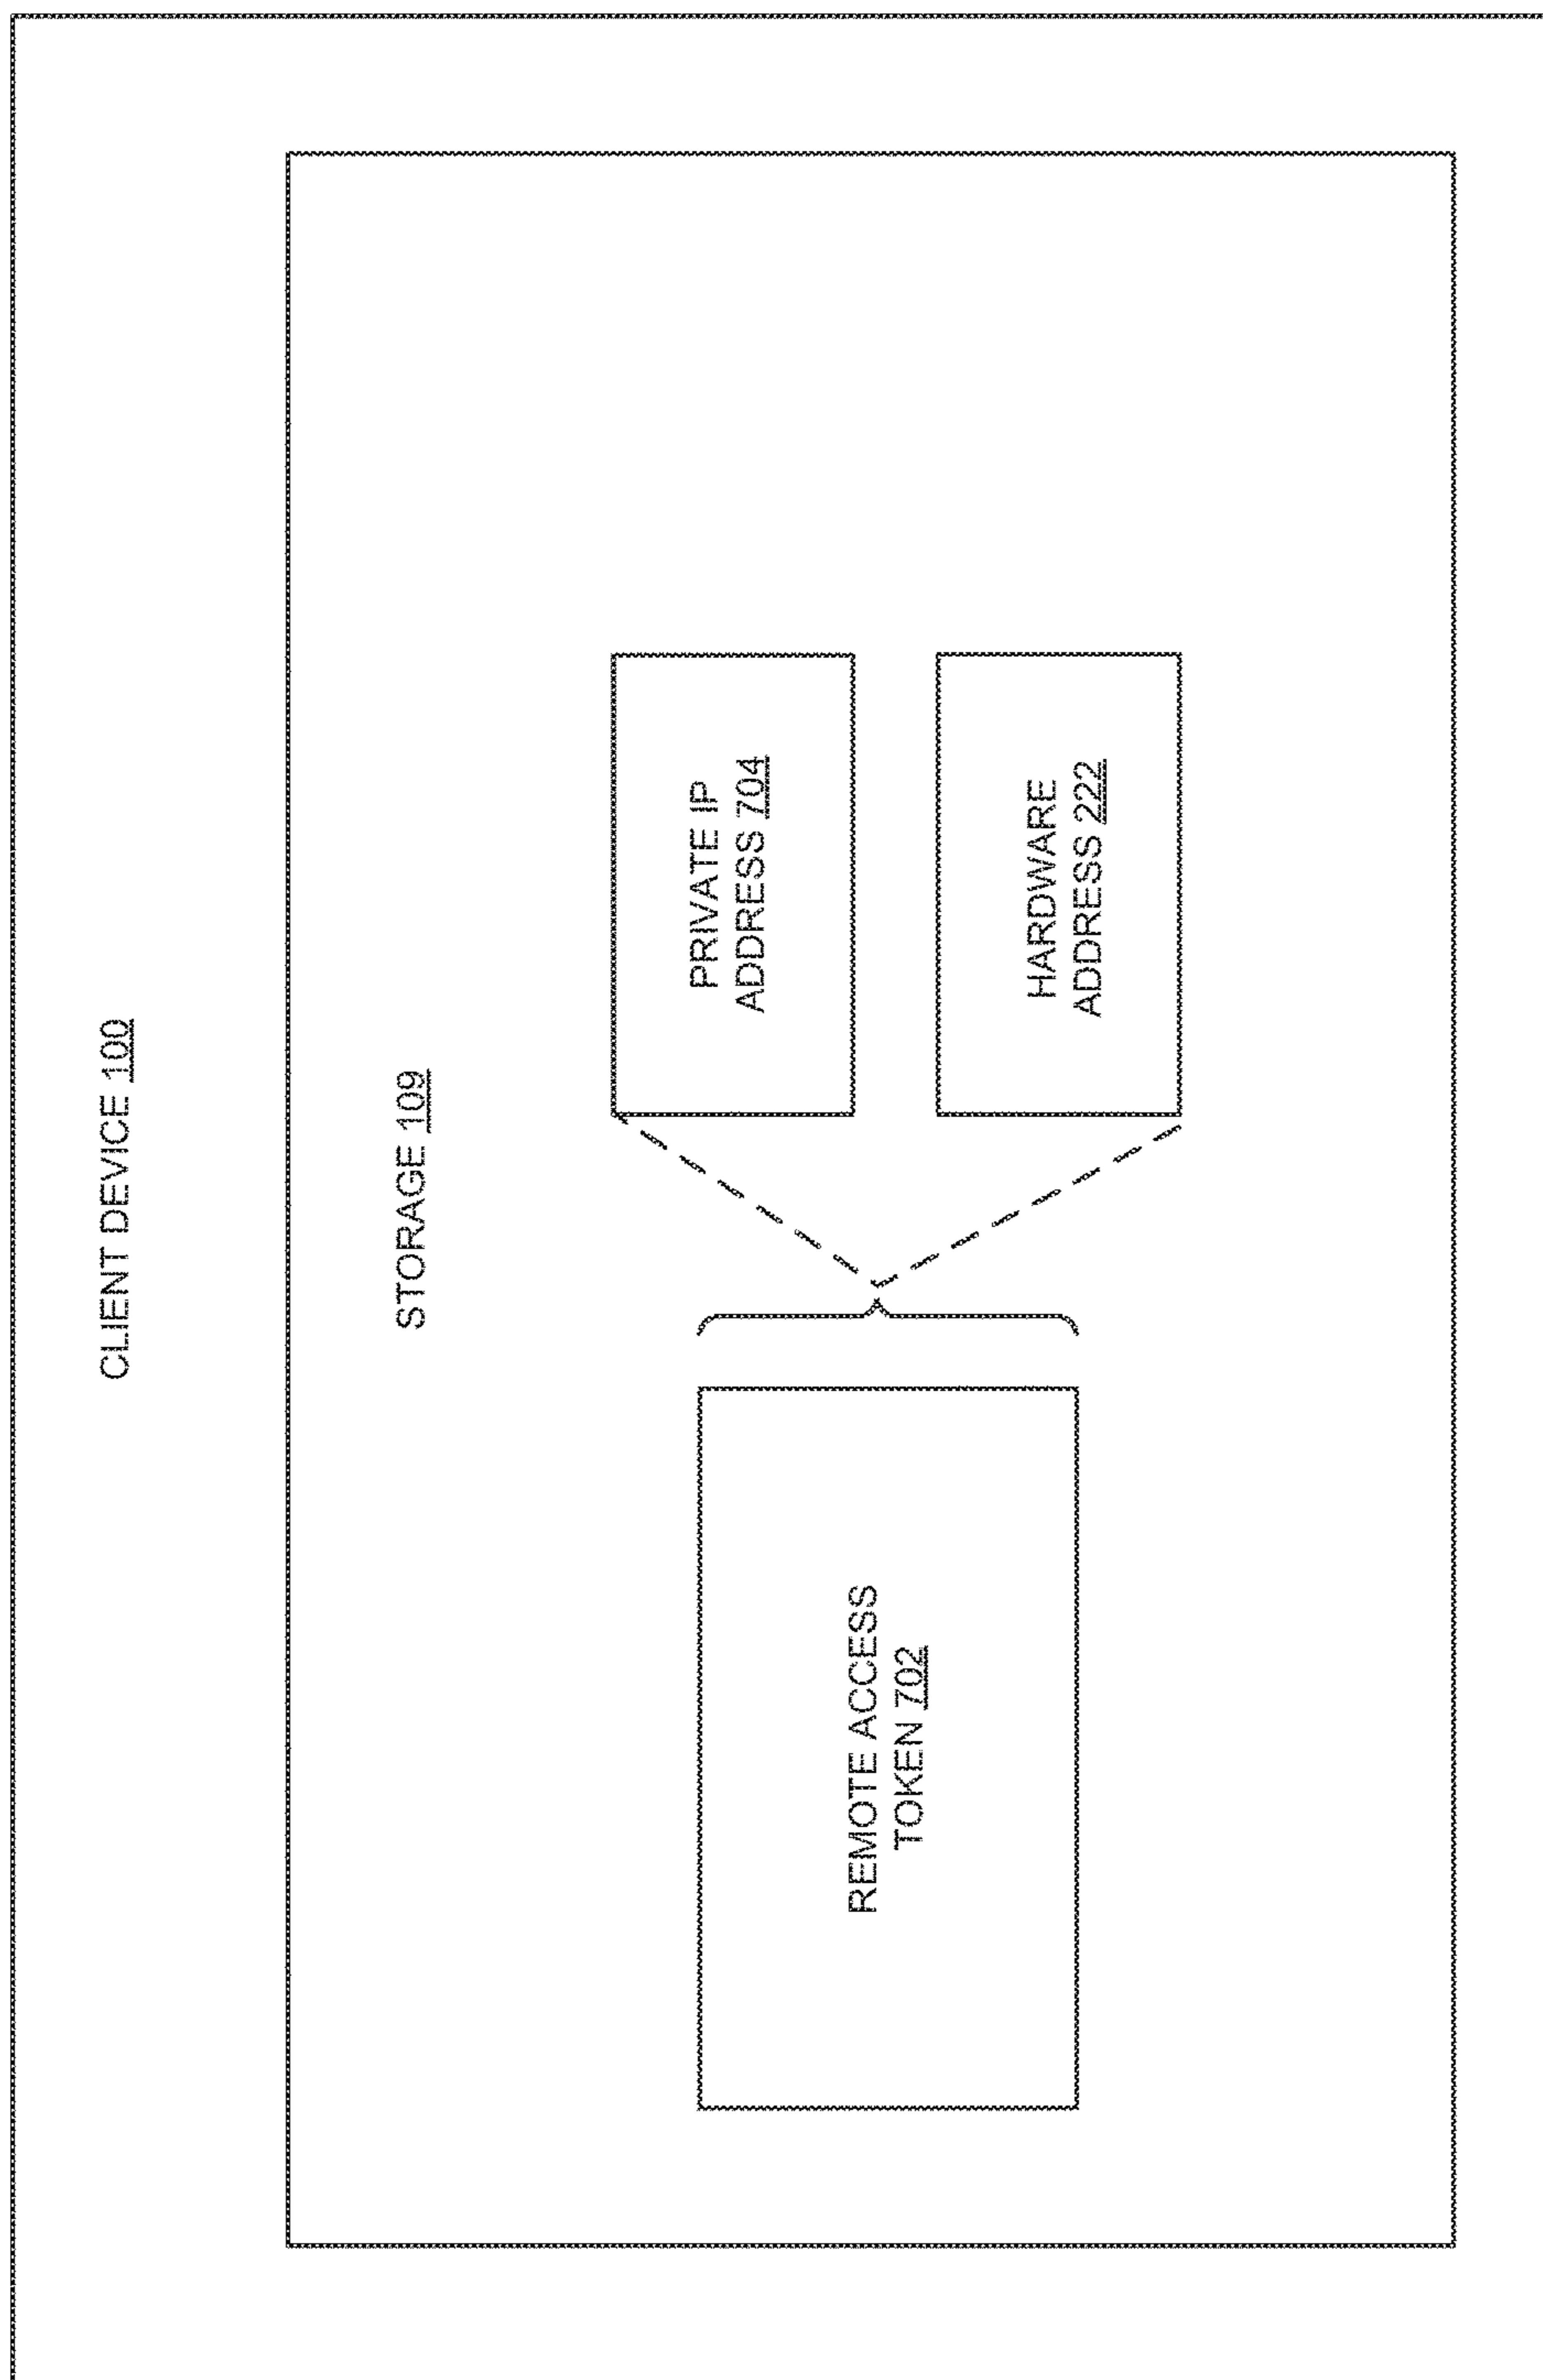 CLIENT DEVICE 100
STORAGE 109
REMOTE ACCESS
TOKEN 702
PRIVATE IP
ADDRESS 704
HARDWARE
ADDRESS 222